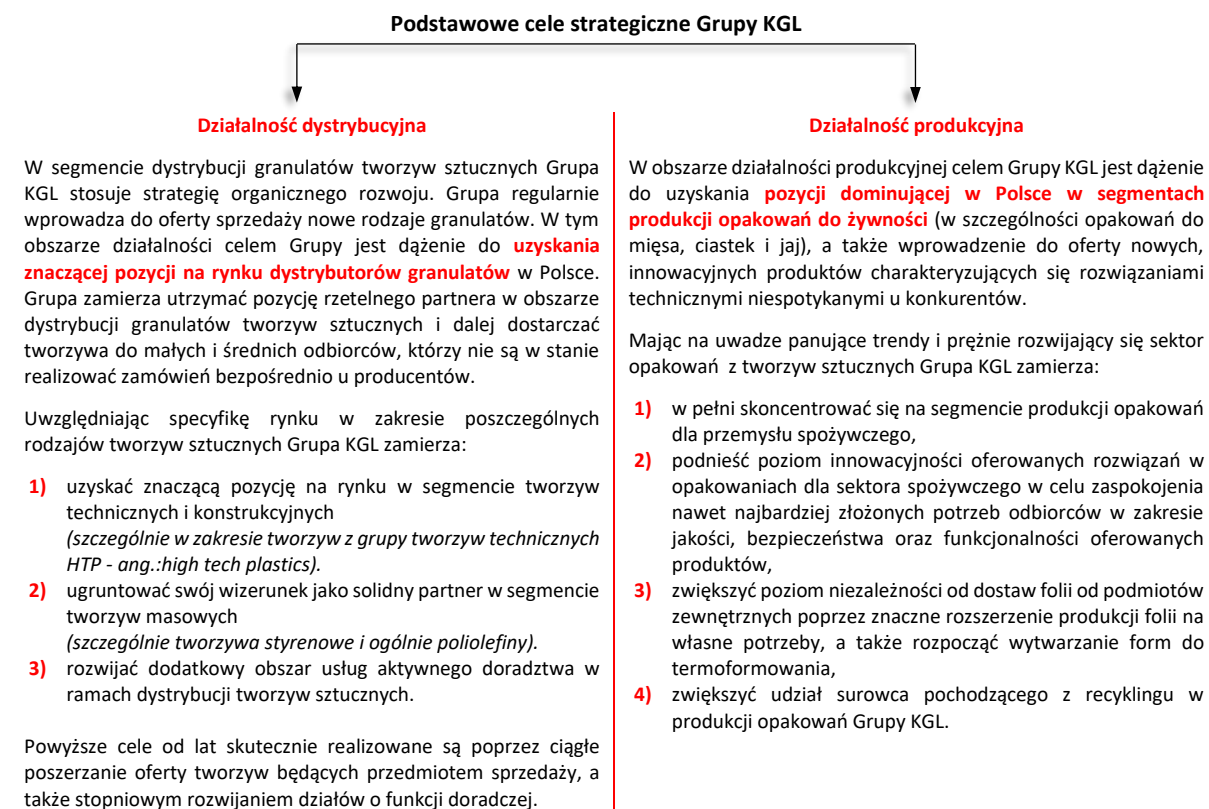 Podstawowe cele strategiczne Grupy KGL
Działalność dystrybucyjna
W segmencie dystrybucji granulatów tworzyw sztucznych Grupa
KGL stosuje strategię organicznego rozwoju. Grupa regularnie
wprowadza do oferty sprzedaży nowe rodzaje granulatów. W tym
obszarze działalności celem Grupy jest dążenie do uzyskania
znaczącej pozycji na rynku dystrybutorów granulatów w Polsce.
Grupa zamierza utrzymać pozycję rzetelnego partnera w obszarze
dystrybucji granulatów tworzyw sztucznych i dalej dostarczać
tworzywa do małych i średnich odbiorców, którzy nie są w stanie
realizować zamówień bezpośrednio u producentów.
Uwzględniając specyfikę rynku w zakresie poszczególnych
rodzajów tworzyw sztucznych Grupa KGL zamierza:
1) uzyskać znaczącą pozycję na rynku w segmencie tworzyw
technicznych i konstrukcyjnych
(szczególnie w zakresie tworzyw z grupy tworzyw technicznych
HTP - ang.:high tech plastics).
2) ugruntować swój wizerunek jako solidny partner w segmencie
tworzyw masowych
(szczególnie tworzywa styrenowe i ogólnie poliolefiny).
3) rozwijać dodatkowy obszar usług aktywnego doradztwa w
ramach dystrybucji tworzyw sztucznych.
Powyższe cele od lat skutecznie realizowane są poprzez ciągłe
poszerzanie oferty tworzyw będących przedmiotem sprzedaży, a
także stopniowym rozwijaniem działów o funkcji doradczej.
Działalność produkcyjna
W obszarze działalności produkcyjnej celem Grupy KGL jest dążenie
do uzyskania pozycji dominującej w Polsce w segmentach
produkcji opakowań do żywności (w szczególności opakowań do
mięsa, ciastek i jaj), a także wprowadzenie do oferty nowych,
innowacyjnych produktów charakteryzujących się rozwiązaniami
technicznymi niespotykanymi u konkurentów.
Mając na uwadze panujące trendy i prężnie rozwijający się sektor
opakowań z tworzyw sztucznych Grupa KGL zamierza:
1) w pełni skoncentrować się na segmencie produkcji opakowań
dla przemysłu spożywczego,
2) podnieść poziom innowacyjności oferowanych rozwiązań w
opakowaniach dla sektora spożywczego w celu zaspokojenia
nawet najbardziej złożonych potrzeb odbiorców w zakresie
jakości, bezpieczeństwa oraz funkcjonalności oferowanych
produktów,
3) zwiększyć poziom niezależności od dostaw folii od podmiotów
zewnętrznych poprzez znaczne rozszerzenie produkcji folii na
własne potrzeby, a także rozpocząć wytwarzanie form do
termoformowania,
4) zwiększyć udział surowca pochodzącego z recyklingu w
produkcji opakowań Grupy KGL.